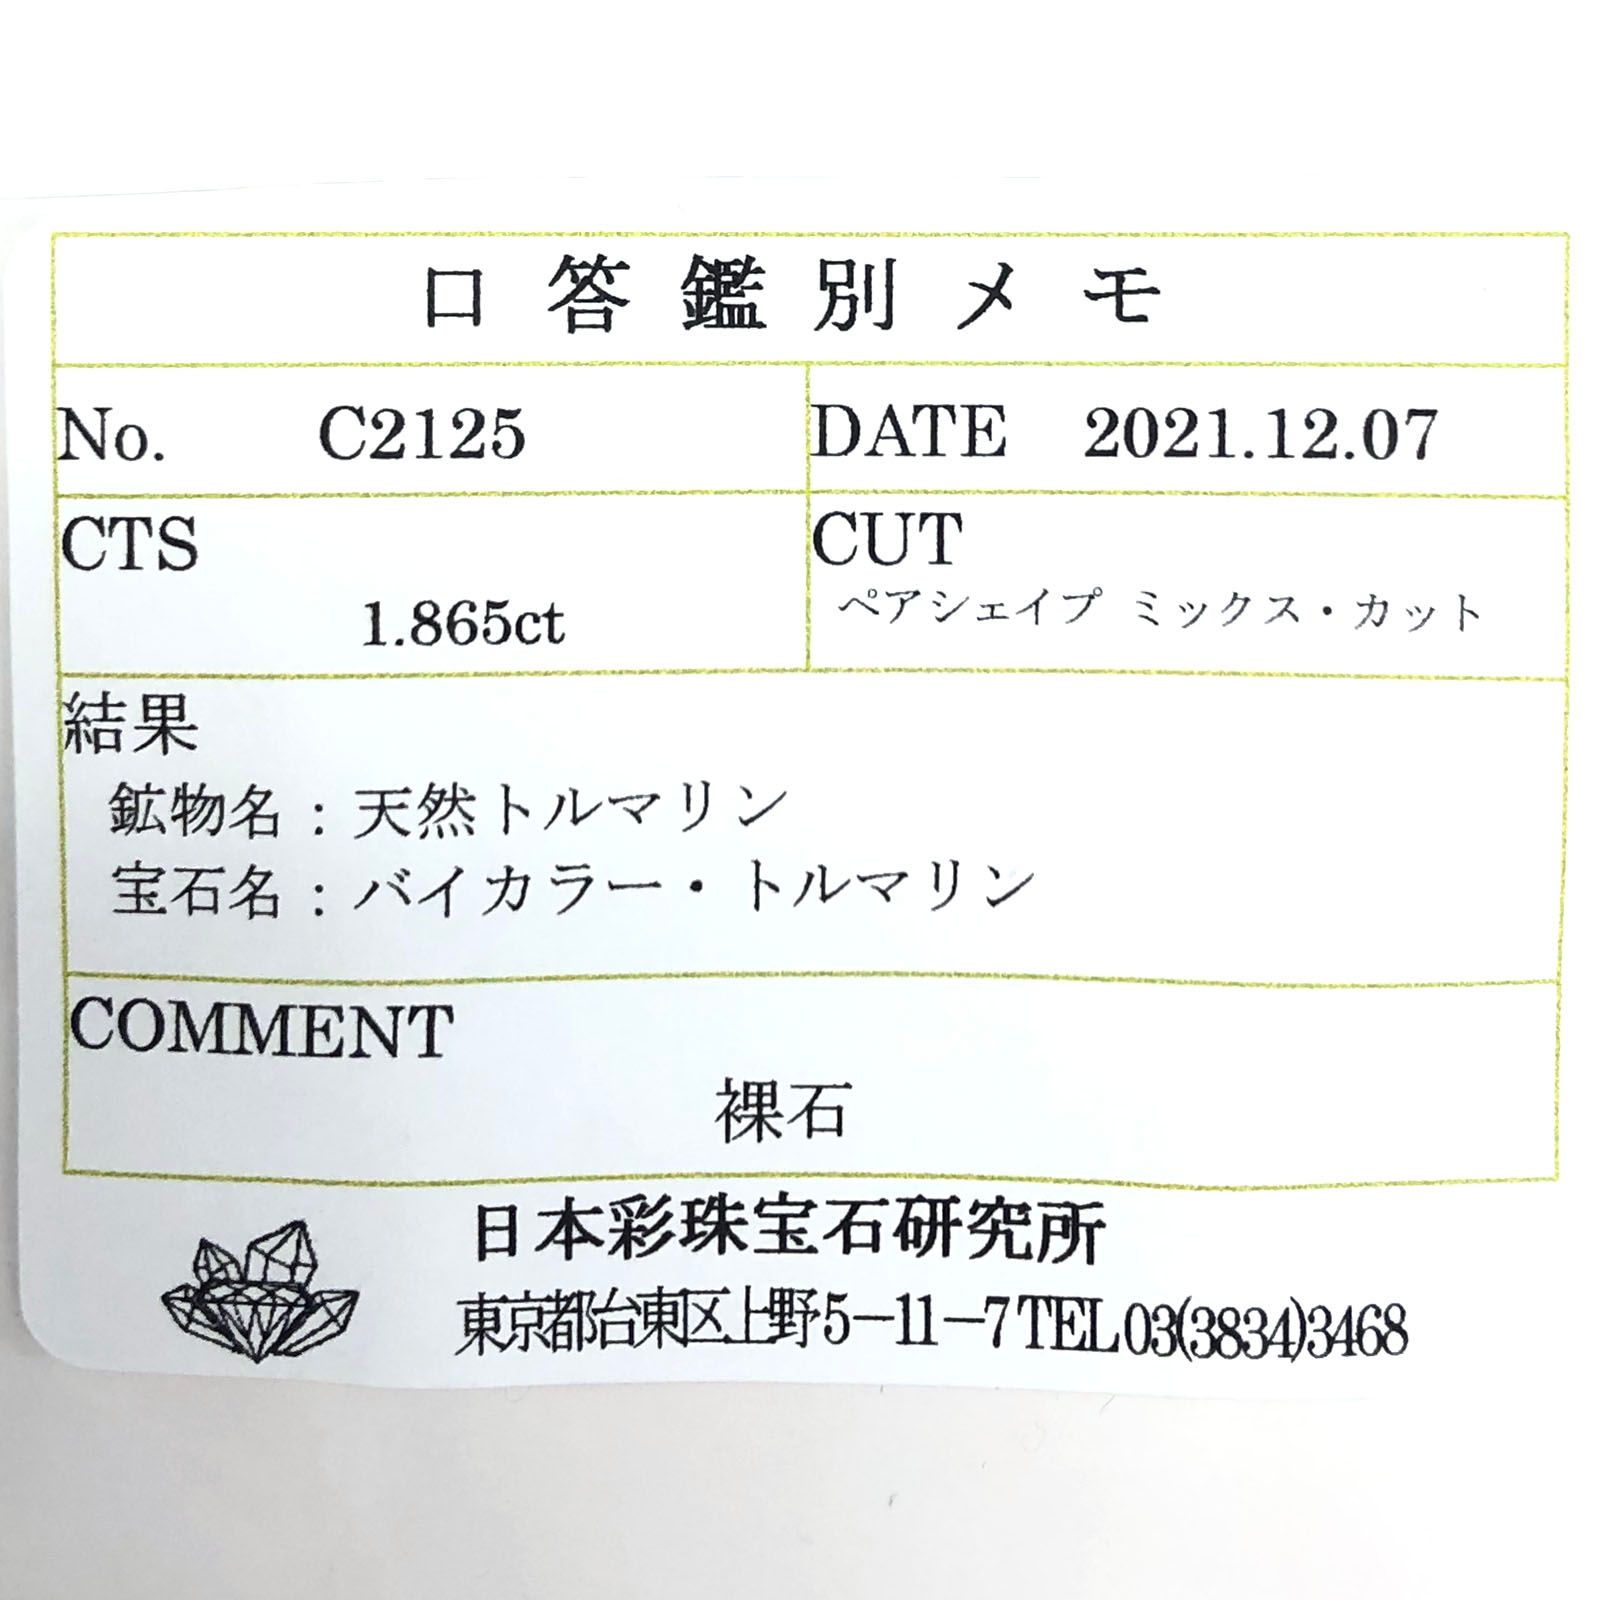 口答鑑別メモ
No. C2125
DATE 2021.12.07
CTS
1.865ct
CUT
ペアシェイプ ミックス・カット
結果
鉱物名：天然トルマリン
宝石名：バイカラー・トルマリン
COMMENT
裸石
日本彩珠宝石研究所
東京都台東区上野5－11－7 TEL 03(3834)3468